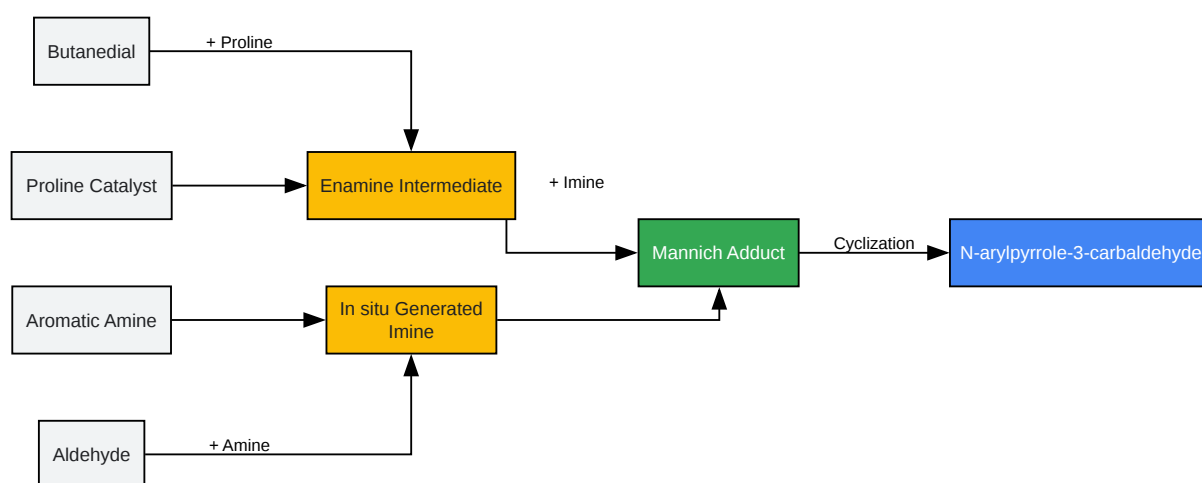 Butanedial
+ Proline
Proline Catalyst
Enamine Intermediate
+ Imine
Mannich Adduct
Cyclization
N-arylpyrrole-3-carbaldehyde
Aromatic Amine
In situ Generated
Imine
Aldehyde
+ Amine